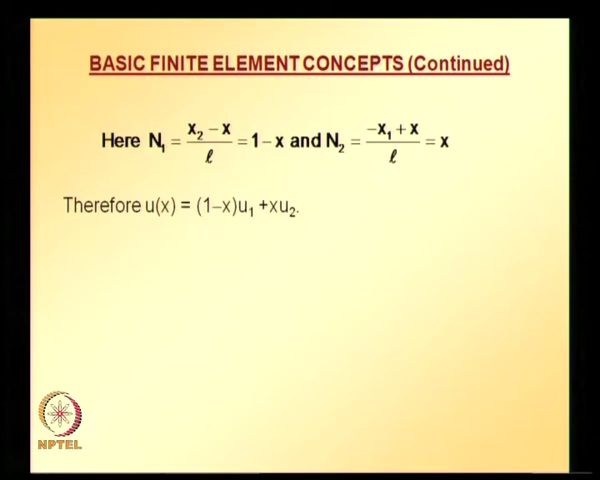 BASIC FINITE ELEMENT CONCEPTS (Continued)
Here N₁ = (x₂ − x)/ℓ = 1 − x and N₂ = (−x₁ + x)/ℓ = x
Therefore u(x) = (1−x)u₁ +xu₂.
NPTEL